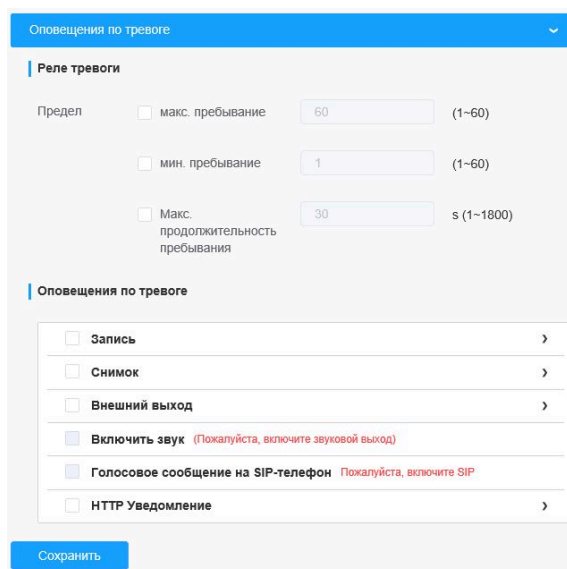 Оповещения по тревоге
Реле тревоги
Предел макс. пребывание 60 (1~60)
мин. пребывание 1 (1~60)
Макс. 30 s (1~1800)
продолжительность
пребывания
Оповещения по тревоге
Запись
Снимок
Внешний выход
Включить звук (Пожалуйста, включите звуковой выход)
Голосовое сообщение на SIP-телефон Пожалуйста, включите SIP
HTTP Уведомление
Сохранить